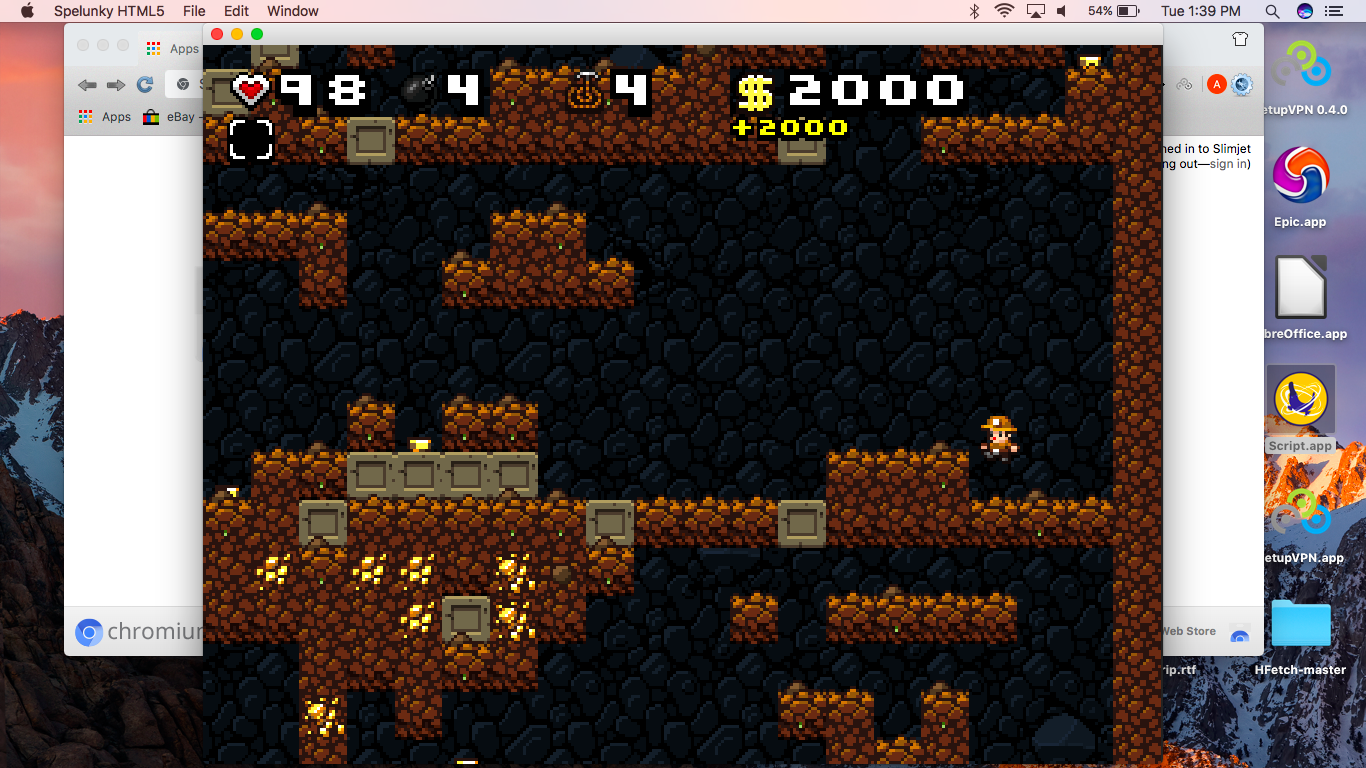 Spelunky HTML5 File Edit Window 54% Tue 1:39 PM
Apps
98 4 4 $2000
+2000
A
Apps eBay
ned in to Slimjet
ng out—sign in)
etupVPN 0.4.0
Epic.app
breOffice.app
Script.app
etupVPN.app
chromium
Web Store
rip.rtf
HFetch-master